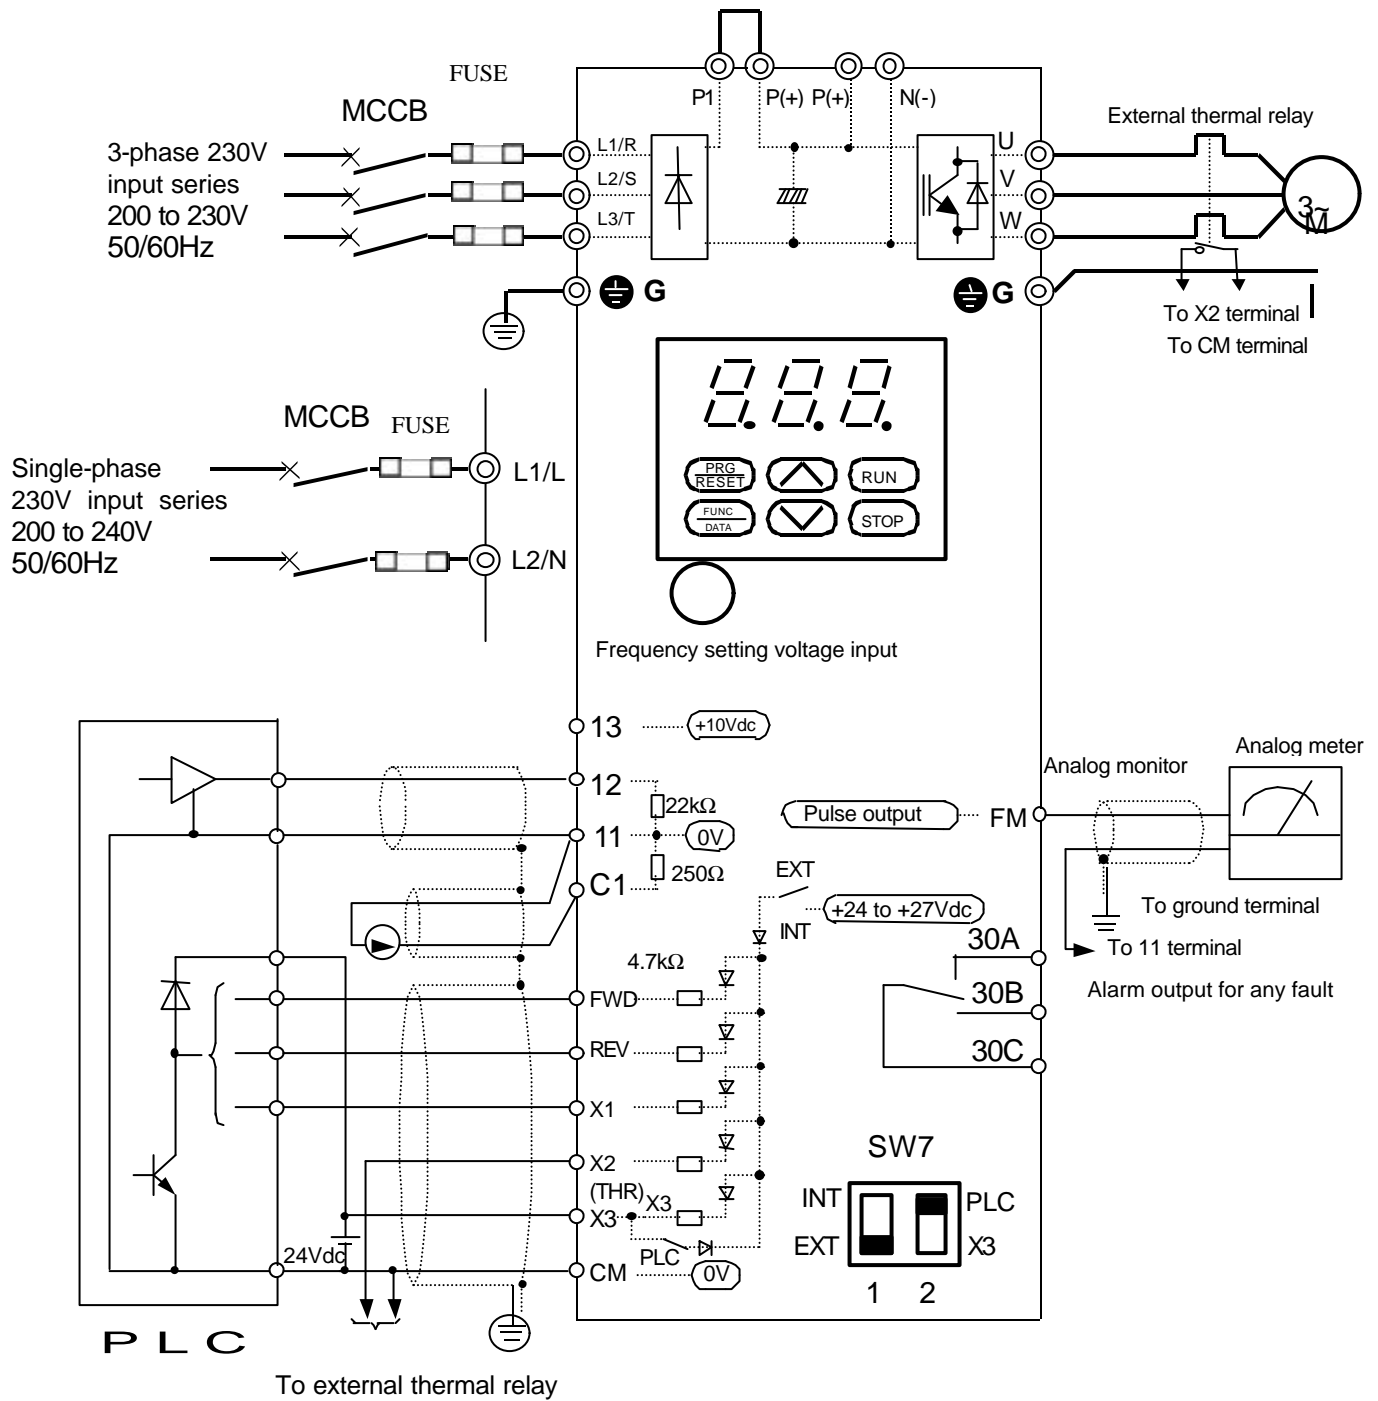 FUSE
MCCB
P1
P(+)
P(+)
N(-)
External thermal relay
3-phase 230V
input series
200 to 230V
50/60Hz
L1/R
L2/S
L3/T
U
V
W
3~
M
G
G
To X2 terminal
To CM terminal
MCCB
FUSE
Single-phase
230V input series
200 to 240V
50/60Hz
L1/L
L2/N
8.8.8.
PRG
RESET
RUN
FUNC
DATA
STOP
Frequency setting voltage input
13
+10Vdc
12
22kΩ
11
0V
250Ω
C1
Analog meter
Analog monitor
Pulse output
FM
EXT
INT
+24 to +27Vdc
To ground terminal
To 11 terminal
30A
30B
30C
Alarm output for any fault
4.7kΩ
FWD
REV
X1
X2
(THR)
X3
X3
PLC
CM
0V
24Vdc
SW7
INT
PLC
EXT
X3
1 2
PLC
To external thermal relay